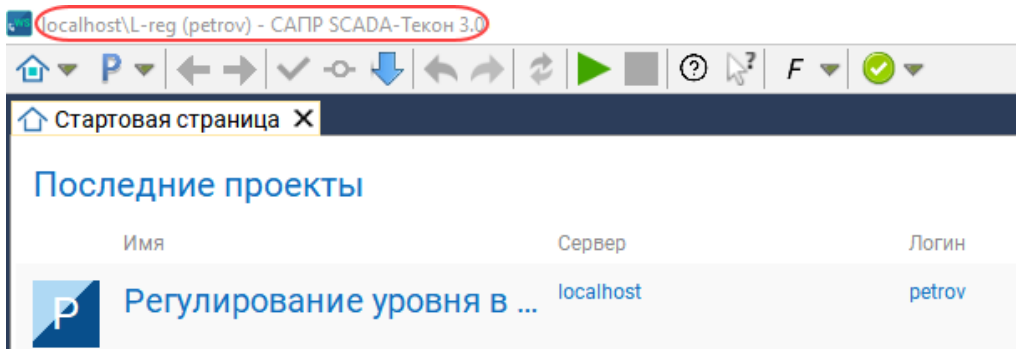 localhost\L-reg (petrov) - САПР SCADA-Текон 3.0
P ? ? F
Стартовая страница X
Последние проекты
Имя Сервер Логин
P Регулирование уровня в ... localhost petrov